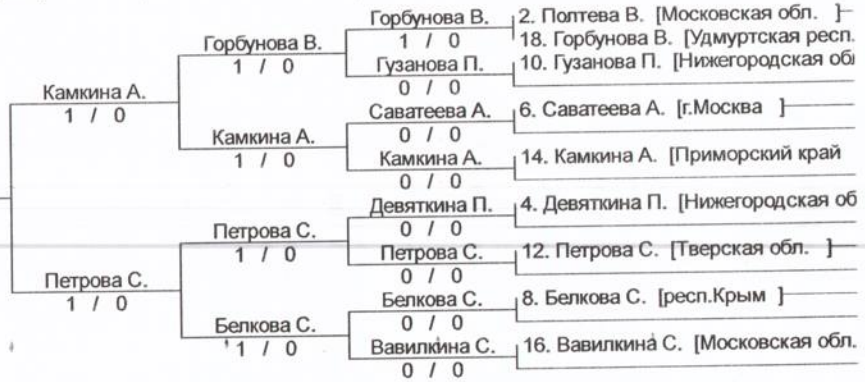 Горбунова В.
2. Полтева В. [Московская обл. ]
Горбунова В.
1 / 0
18. Горбунова В. [Удмуртская респ.
1 / 0
Гузанова П.
10. Гузанова П. [Нижегородская об
Камкина А.
0 / 0
1 / 0
Саватеева А.
6. Саватеева А. [г.Москва ]
Камкина А.
0 / 0
1 / 0
Камкина А.
14. Камкина А. [Приморский край
0 / 0
Девяткина П.
4. Девяткина П. [Нижегородская об
Петрова С.
0 / 0
1 / 0
Петрова С.
12. Петрова С. [Тверская обл. ]
Петрова С.
0 / 0
1 / 0
Белкова С.
8. Белкова С. [респ.Крым ]
Белкова С.
0 / 0
1 / 0
Вавилкина С.
16. Вавилкина С. [Московская обл.
0 / 0